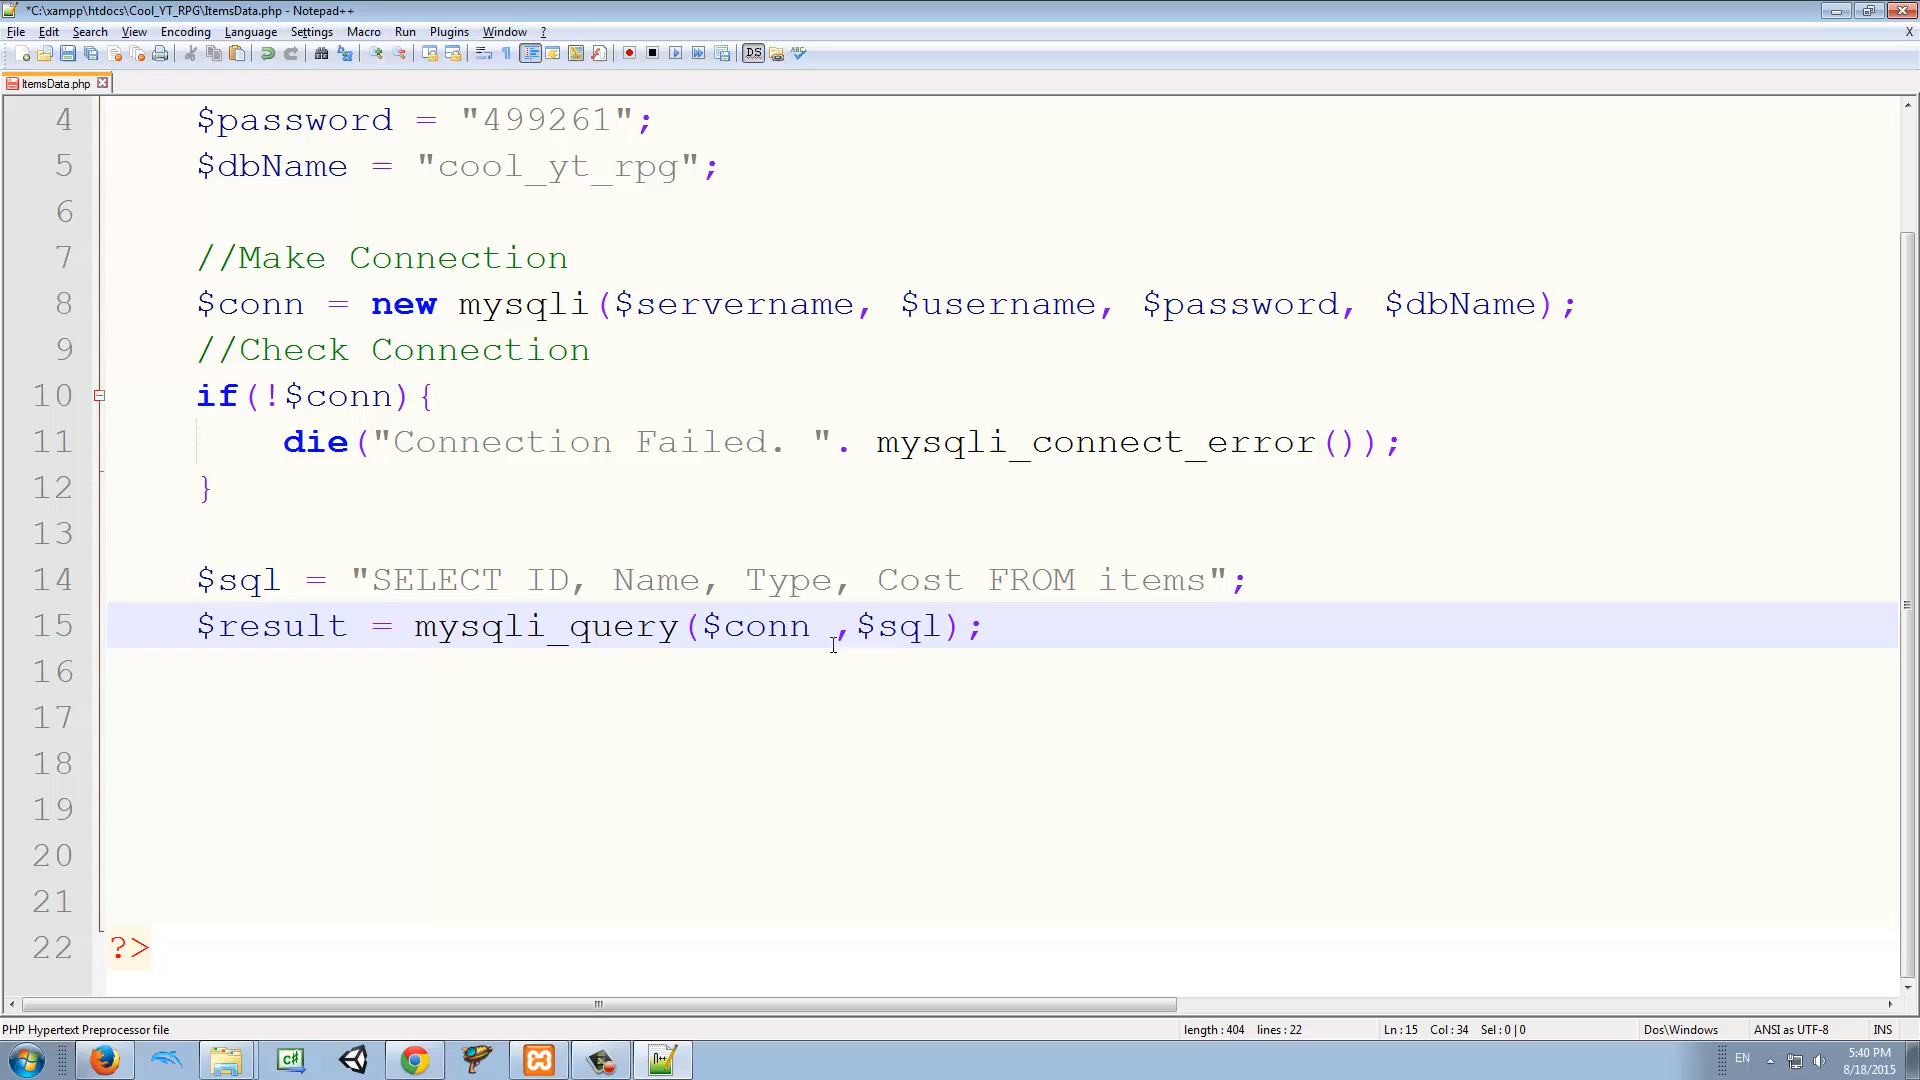 *C:\xampp\htdocs\Cool_YT_RPG\ItemsData.php - Notepad++
File Edit Search View Encoding Language Settings Macro Run Plugins Window ? X
ItemsData.php
4 $password = "499261";
5 $dbName = "cool_yt_rpg";
6
7 //Make Connection
8 $conn = new mysqli($servername, $username, $password, $dbName);
9 //Check Connection
10 if(!$conn){
11 die("Connection Failed. ". mysqli_connect_error());
12 }
13
14 $sql = "SELECT ID, Name, Type, Cost FROM items";
15 $result = mysqli_query($conn ,$sql);
16
17
18
19
20
21
22 ?>
PHP Hypertext Preprocessor file length : 404 lines : 22 Ln : 15 Col : 34 Sel : 0 | 0 Dos\Windows ANSI as UTF-8 INS
EN 5:40 PM
8/18/2015